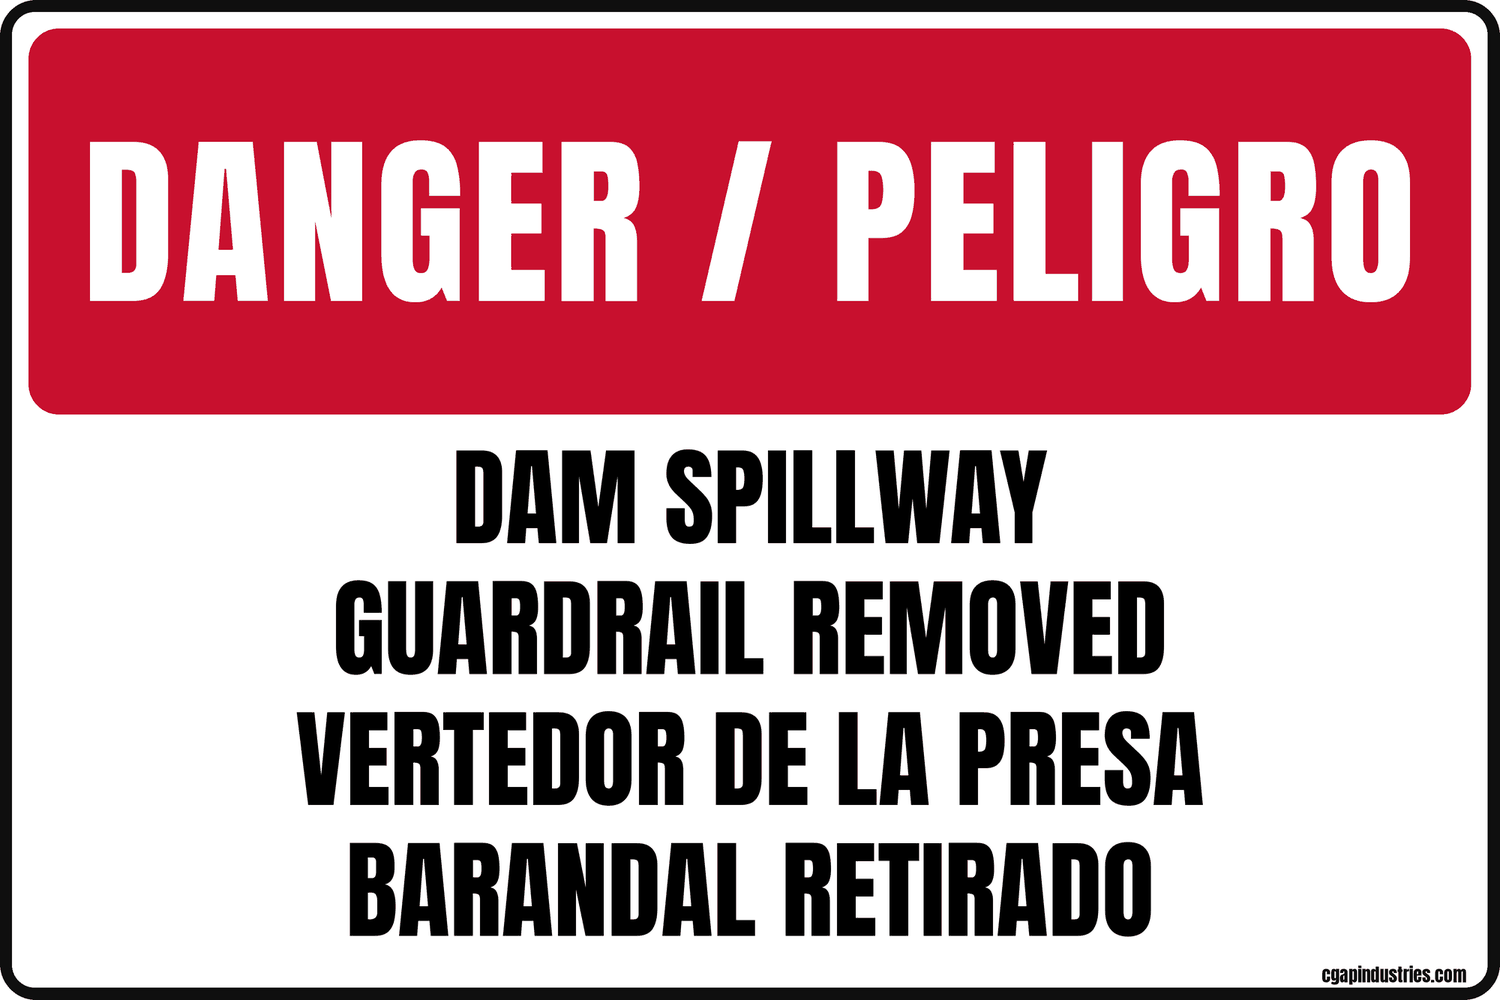 DANGER / PELIGRO
DAM SPILLWAY
GUARDRAIL REMOVED
VERTEDOR DE LA PRESA
BARANDAL RETIRADO
cgapindustries.com